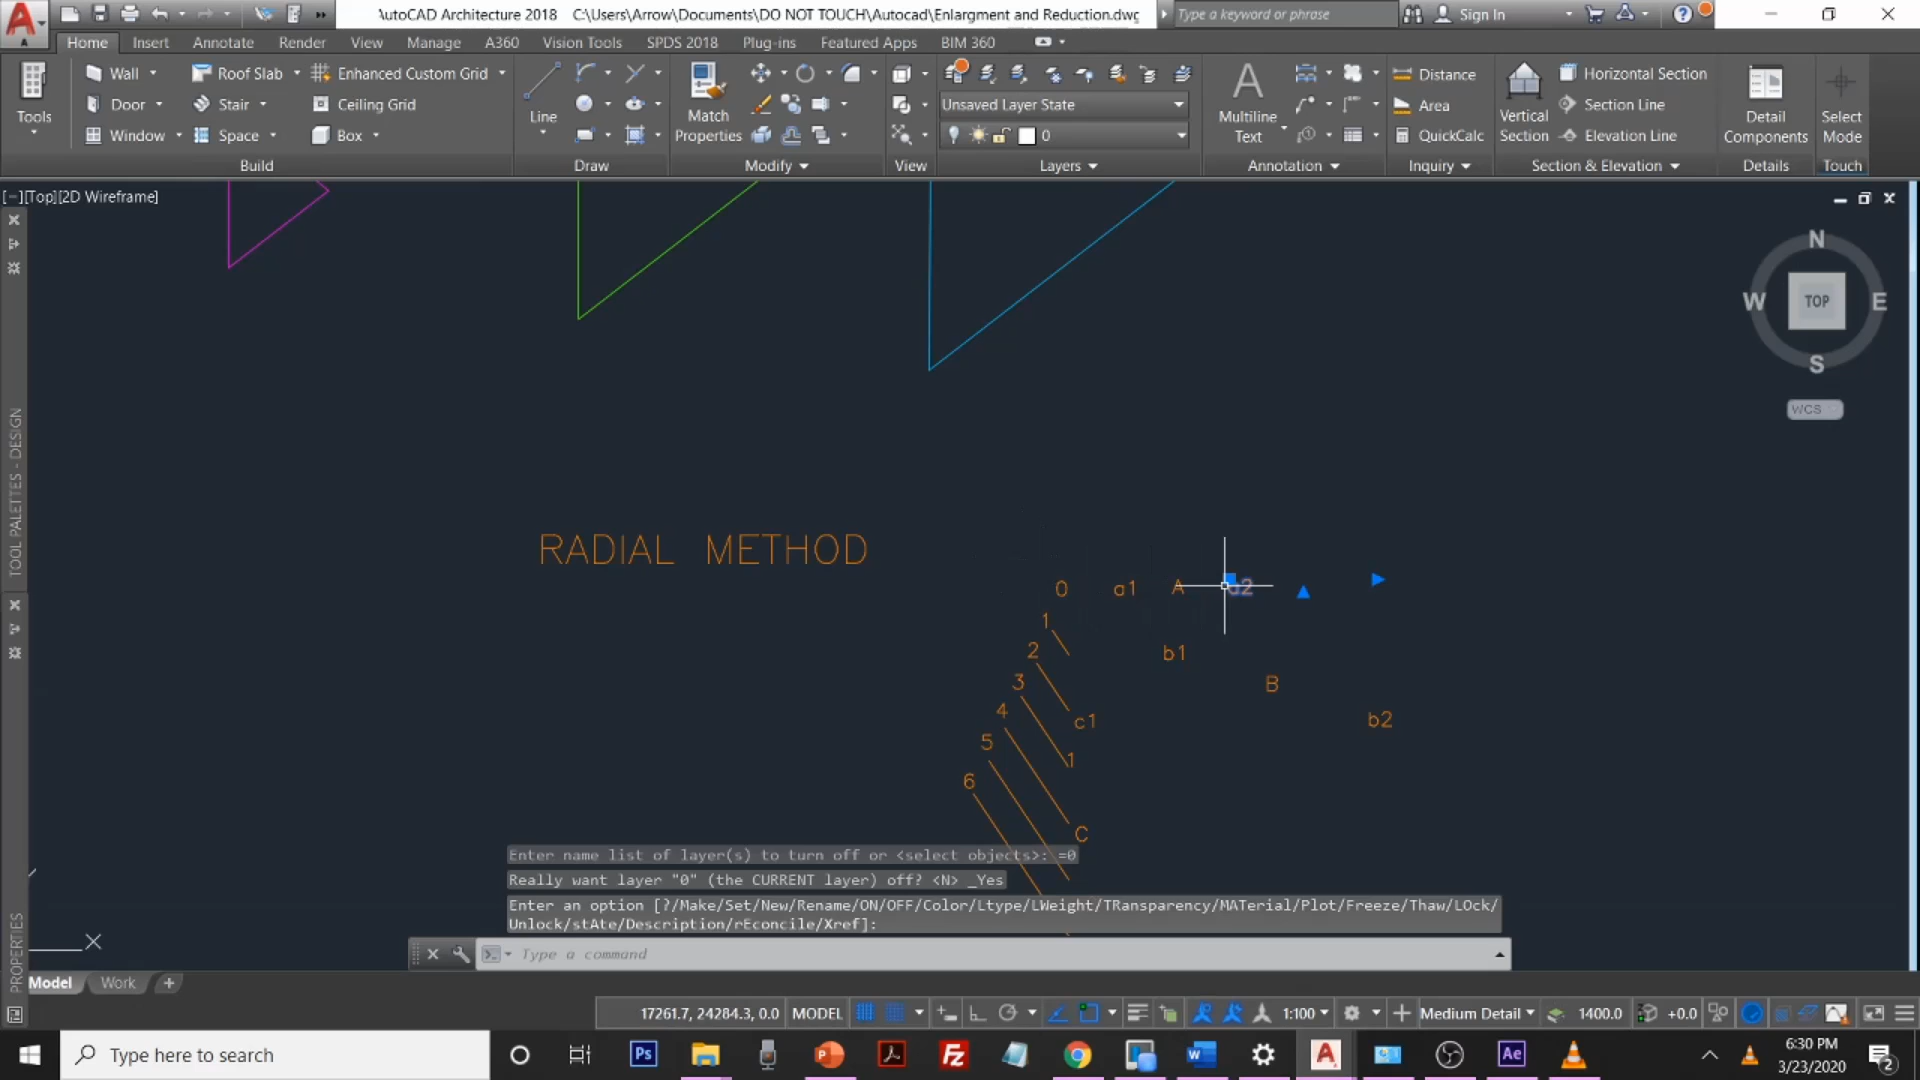 AutoCAD Architecture 2018 C:\Users\Arrow\Documents\DO NOT TOUCH\Autocad\Enlargment and Reduction.dwg
Type a keyword or phrase
Sign In
Home Insert Annotate Render View Manage A360 Vision Tools SPDS 2018 Plug-ins Featured Apps BIM 360
Tools
Wall Roof Slab Enhanced Custom Grid
Door Stair Ceiling Grid
Window Space Box
Build
Line
Draw
Match Properties
Modify
View
Unsaved Layer State
0
Layers
Multiline Text
Annotation
Distance
Area
QuickCalc
Inquiry
Vertical Section
Horizontal Section
Section Line
Elevation Line
Section & Elevation
Detail Components
Details
Select Mode
Touch
[−][Top][2D Wireframe]
N
W TOP E
S
WCS
TOOL PALETTES - DESIGN
PROPERTIES
RADIAL METHOD
0 a1 A a2
1
2 b1
3 B
4 c1 b2
5 1
6
C
Enter name list of layer(s) to turn off or <select objects>: =0
Really want layer "0" (the CURRENT layer) off? <N> _Yes
Enter an option [?/Make/Set/New/Rename/ON/OFF/Color/Ltype/LWeight/TRansparency/MATerial/Plot/Freeze/Thaw/LOck/
Unlock/stAte/Description/rEconcile/Xref]:
Type a command
Model Work +
17261.7, 24284.3, 0.0 MODEL 1:100 Medium Detail 1400.0 +0.0
Type here to search
Ps
Ae
6:30 PM
3/23/2020
2